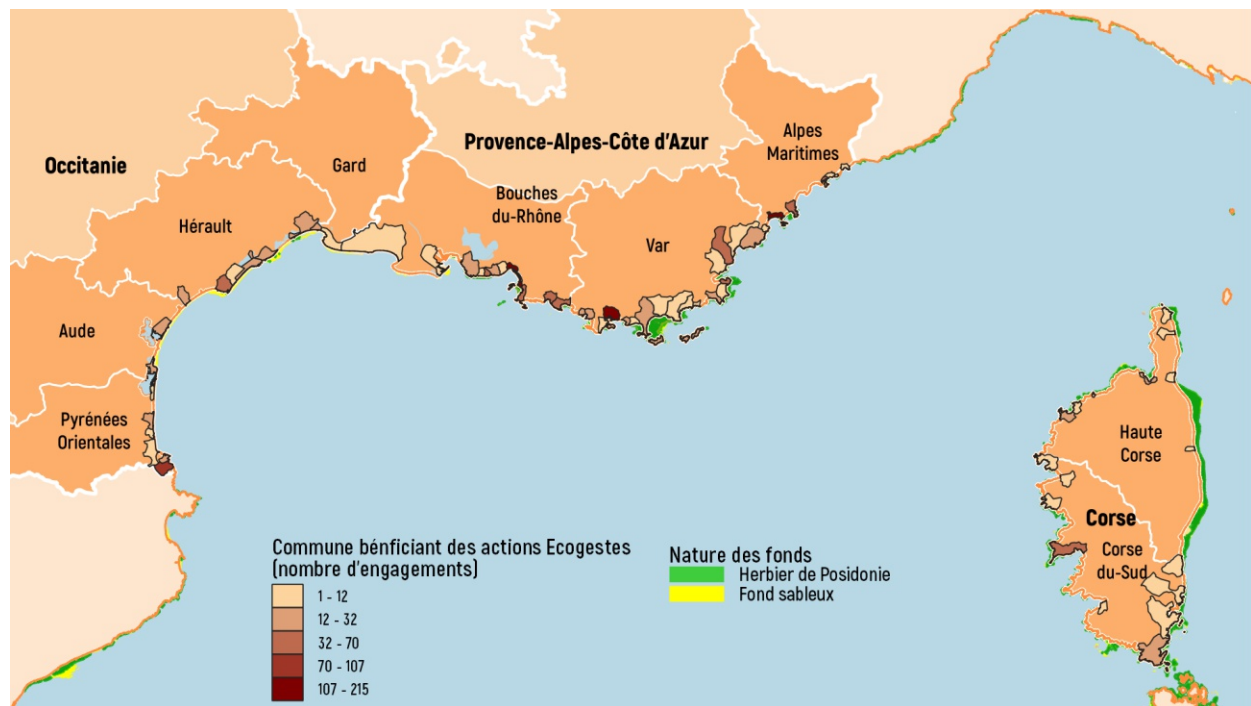 Occitanie
Provence-Alpes-Côte d'Azur
Alpes
Maritimes
Gard
Bouches
du-Rhône
Hérault
Var
Aude
Pyrénées
Orientales
Haute
Corse
Corse
Corse
du-Sud
Commune bénficiant des actions Ecogestes
(nombre d'engagements)
1 - 12
12 - 32
32 - 70
70 - 107
107 - 215
Nature des fonds
Herbier de Posidonie
Fond sableux